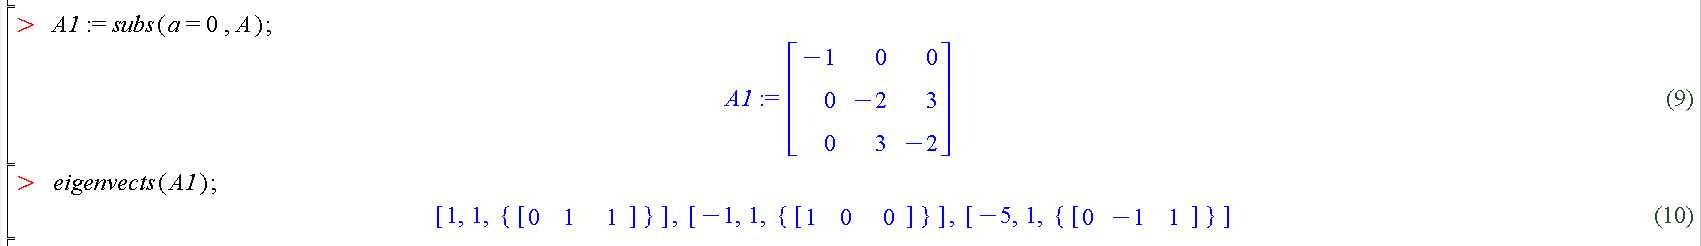 > A1 := subs(a = 0 , A);
A1 := [ −1 0 0
0 −2 3
0 3 −2 ] (9)
> eigenvects(A1);
[1, 1, {[0 1 1 ]}], [−1, 1, {[1 0 0 ]}], [−5, 1, {[0 −1 1 ]}] (10)